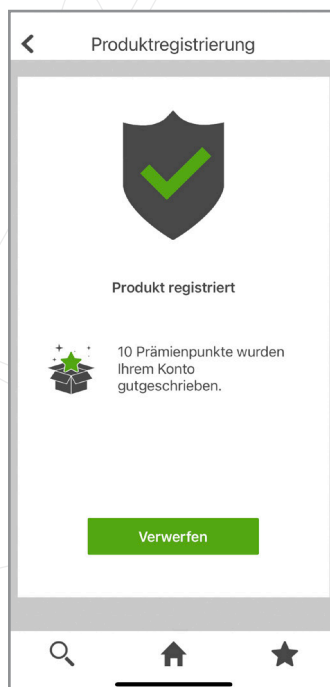 Produktregistrierung
Produkt registriert
10 Prämienpunkte wurden
Ihrem Konto
gutgeschrieben.
Verwerfen